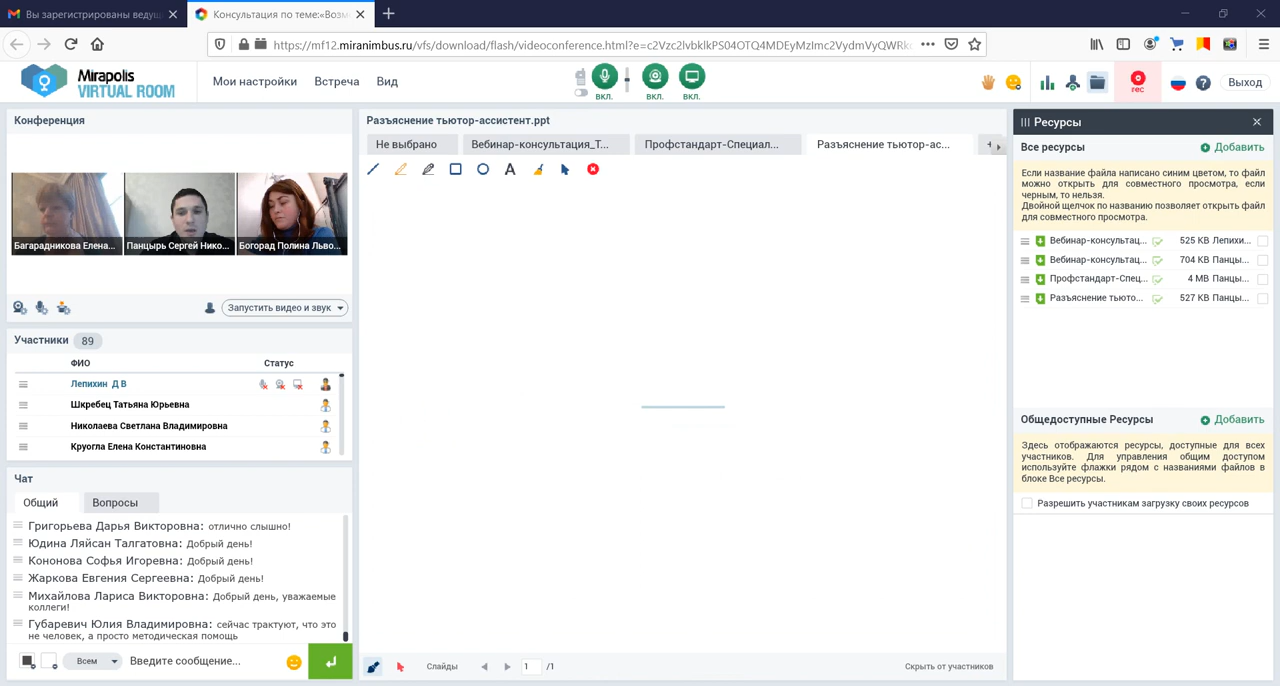 Вы зарегистрированы ведущ
Консультация по теме:«Возм
https://mf12.miranimbus.ru/vfs/download/flash/videoconference.html?e=c2Vzc2lvbklkPS04OTQ4MDEyMzImc2VydmVyQWRk
Mirapolis
VIRTUAL ROOM
Мои настройки
Встреча
Вид
вкл.
вкл.
вкл.
rec
Выход
Конференция
Багарадникова Елена...
Панцырь Сергей Нико...
Богорад Полина Льво...
Запустить видео и звук
Участники
89
ФИО
Статус
Лепихин Д В
Шкребец Татьяна Юрьевна
Николаева Светлана Владимировна
Круогла Елена Константиновна
Чат
Общий
Вопросы
Григорьева Дарья Викторовна: отлично слышно!
Юдина Ляйсан Талгатовна: Добрый день!
Кононова Софья Игоревна: Добрый день!
Жаркова Евгения Сергеевна: Добрый день!
Михайлова Лариса Викторовна: Добрый день, уважаемые
коллеги!
Губаревич Юлия Владимировна: сейчас трактуют, что это
не человек, а просто методическая помощь
Всем
Введите сообщение...
Разъяснение тьютор-ассистент.ppt
Не выбрано
Вебинар-консультация_Т...
Профстандарт-Специал...
Разъяснение тьютор-ас...
Слайды
1
/1
Скрыть от участников
Ресурсы
Все ресурсы
Добавить
Если название файла написано синим цветом, то файл
можно открыть для совместного просмотра, если
черным, то нельзя.
Двойной щелчок по названию позволяет открыть файл
для совместного просмотра.
Вебинар-консультац... 525 KB Лепихи...
Вебинар-консультац... 704 KB Панцы...
Профстандарт-Спец... 4 MB Панцы...
Разъяснение тьюто... 527 KB Панцы...
Общедоступные Ресурсы
Добавить
Здесь отображаются ресурсы, доступные для всех
участников. Для управления общим доступом
используйте флажки рядом с названиями файлов в
блоке Все ресурсы.
Разрешить участникам загрузку своих ресурсов